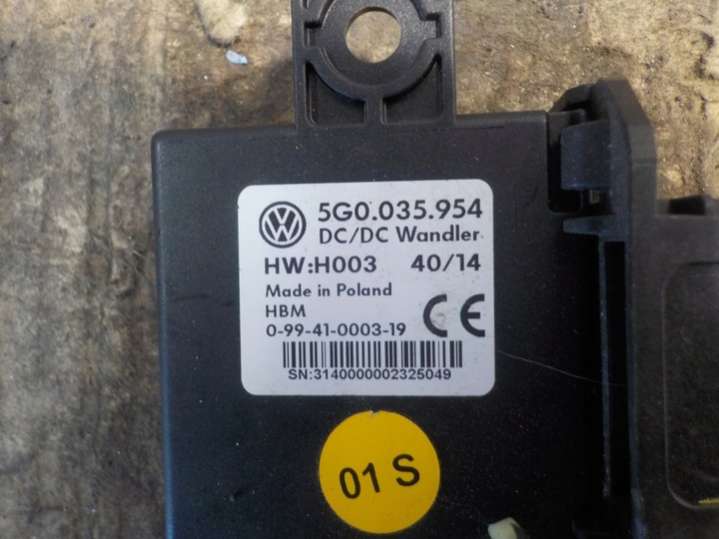 5G0.035.954
DC/DC Wandler
HW:H003 40/14
Made in Poland
HBM
0-99-41-0003-19
CE
SN:3140000002325049
01 S